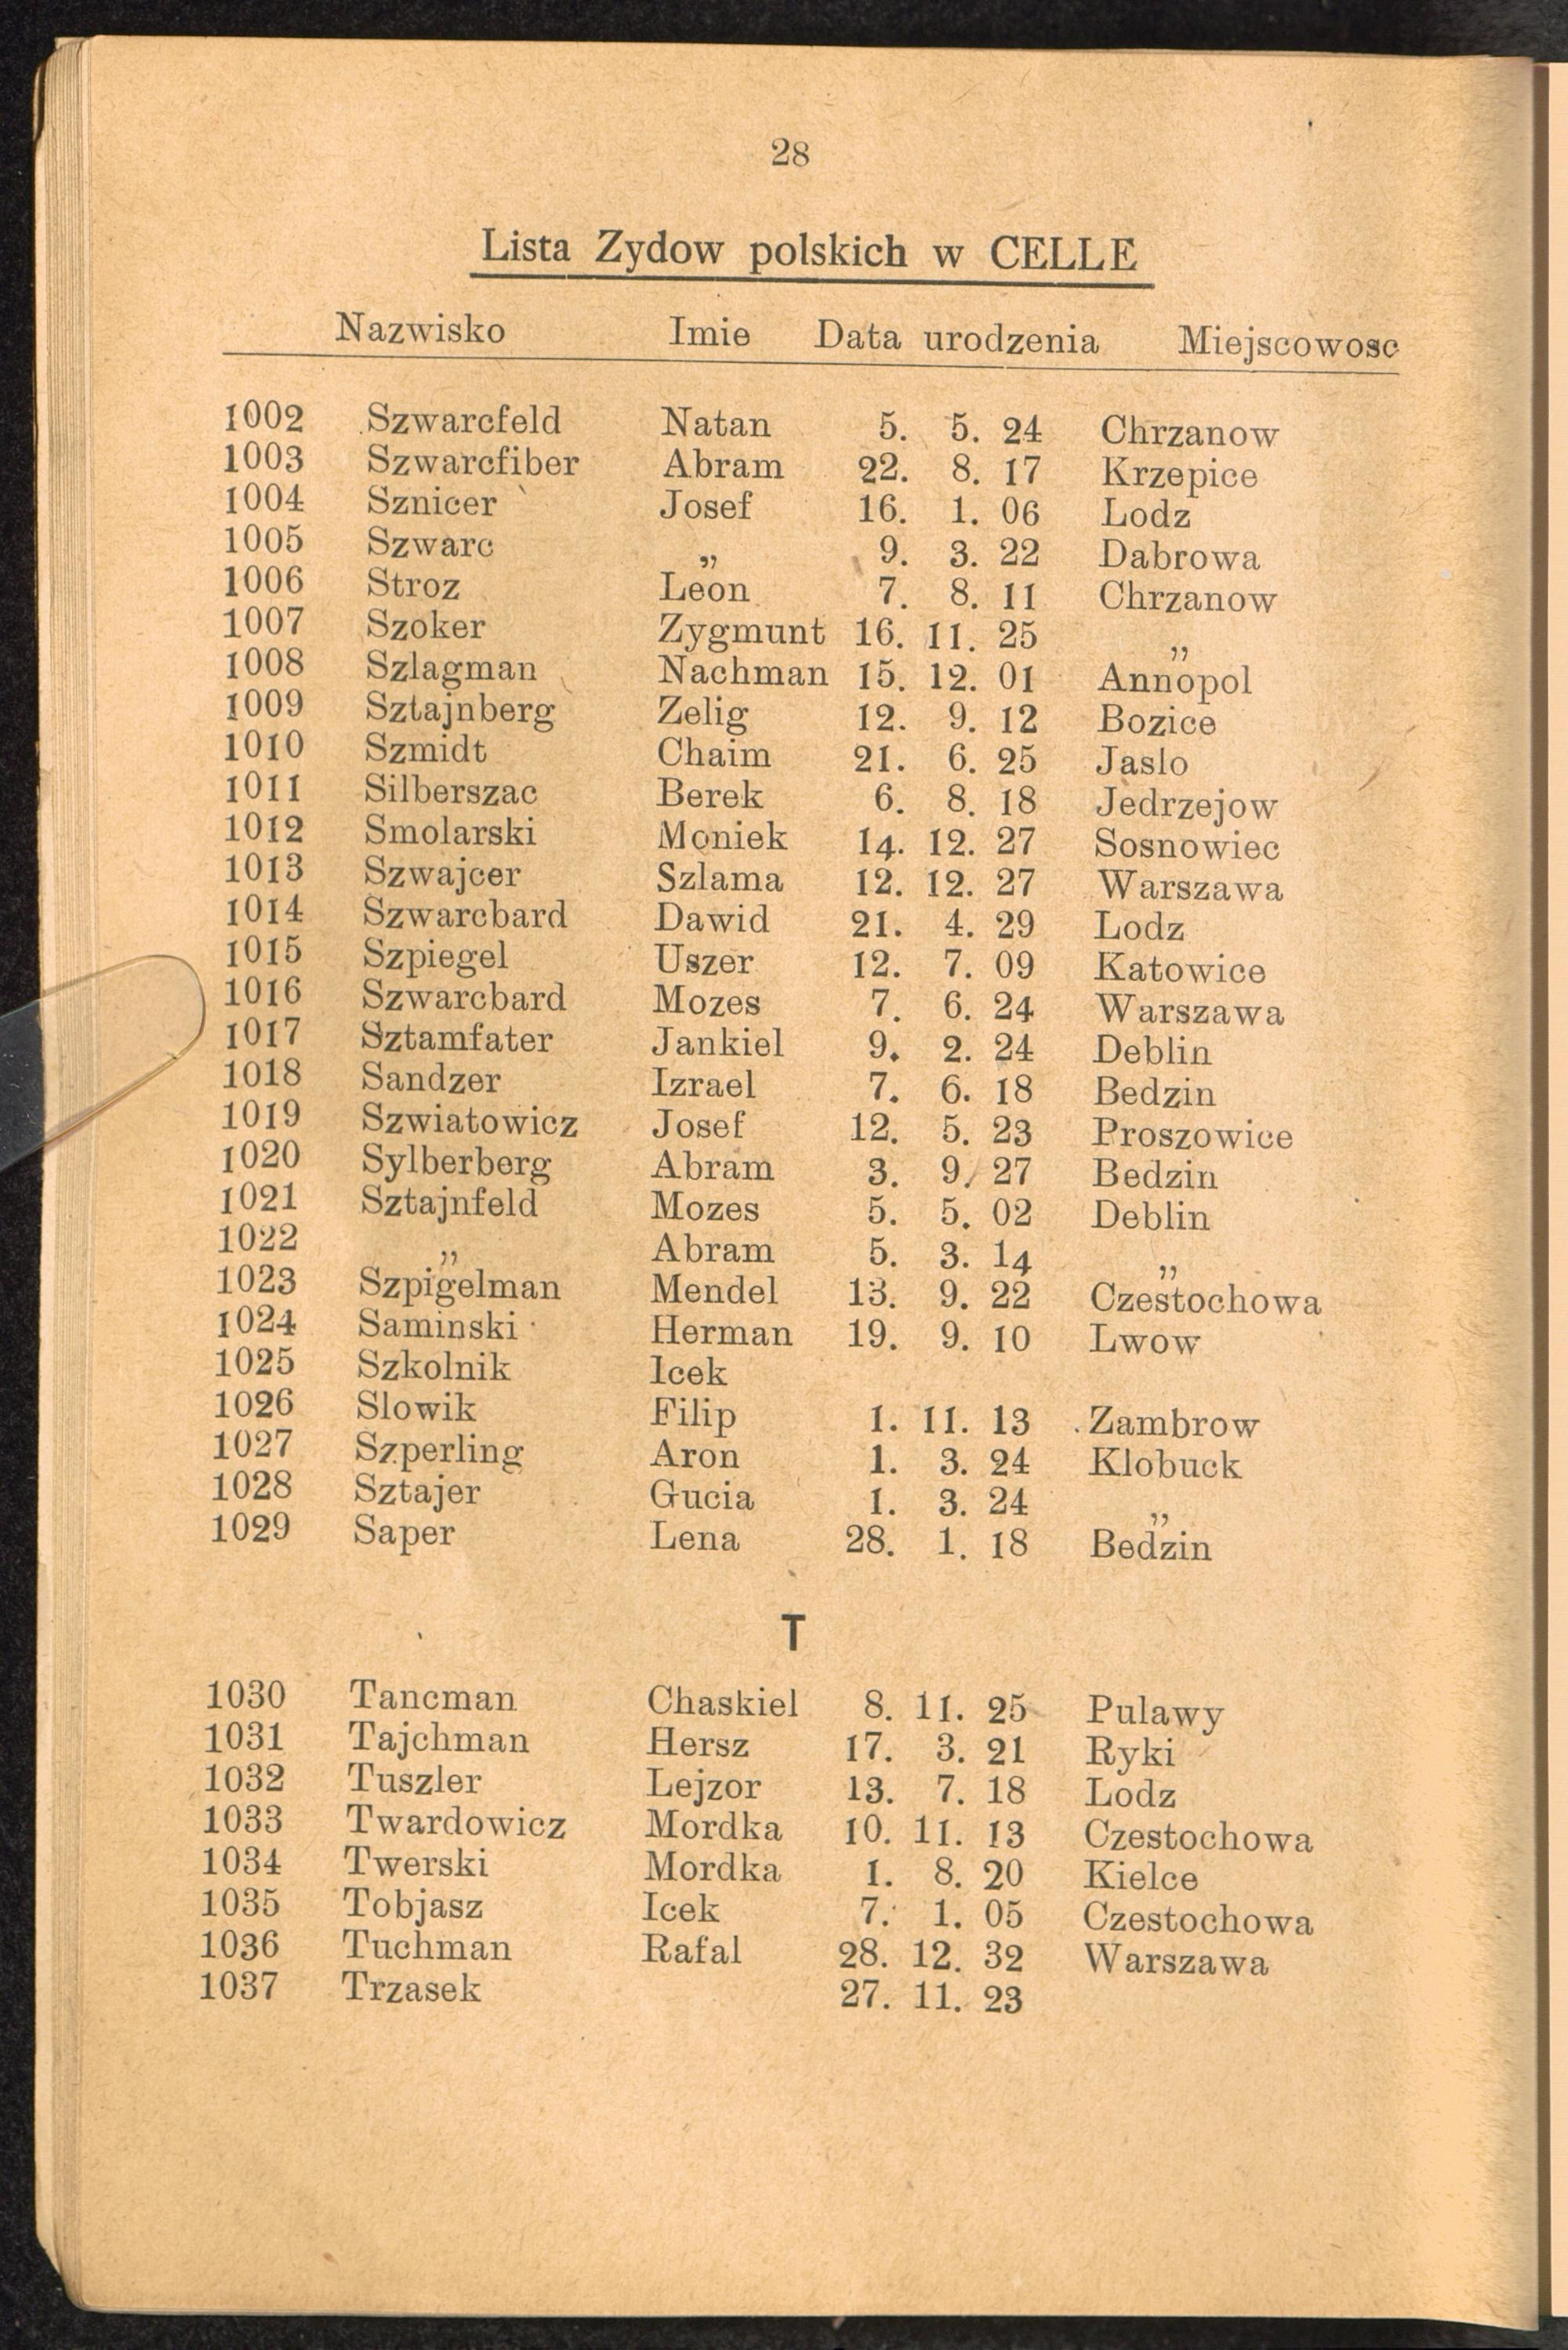 28
Lista Zydow polskich w CELLE
Nazwisko Imie Data urodzenia Miejscowosc
1002 Szwarcfeld Natan 5. 5. 24 Chrzanow
1003 Szwarcfiber Abram 22. 8. 17 Krzepice
1004 Sznicer Josef 16. 1. 06 Lodz
1005 Szwarc „ 9. 3. 22 Dabrowa
1006 Stroz Leon 7. 8. 11 Chrzanow
1007 Szoker Zygmunt 16. 11. 25 „
1008 Szlagman Nachman 15. 12. 01 Annopol
1009 Sztajnberg Zelig 12. 9. 12 Bozice
1010 Szmidt Chaim 21. 6. 25 Jaslo
1011 Silberszac Berek 6. 8. 18 Jedrzejow
1012 Smolarski Moniek 14. 12. 27 Sosnowiec
1013 Szwajcer Szlama 12. 12. 27 Warszawa
1014 Szwarcbard Dawid 21. 4. 29 Lodz
1015 Szpiegel Uszer 12. 7. 09 Katowice
1016 Szwarcbard Mozes 7. 6. 24 Warszawa
1017 Sztamfater Jankiel 9. 2. 24 Deblin
1018 Sandzer Izrael 7. 6. 18 Bedzin
1019 Szwiatowicz Josef 12. 5. 23 Proszowice
1020 Sylberberg Abram 3. 9. 27 Bedzin
1021 Sztajnfeld Mozes 5. 5. 02 Deblin
1022 „ Abram 5. 3. 14 „
1023 Szpigelman Mendel 13. 9. 22 Czestochowa
1024 Saminski Herman 19. 9. 10 Lwow
1025 Szkolnik Icek
1026 Slowik Filip 1. 11. 13 Zambrow
1027 Szperling Aron 1. 3. 24 Klobuck
1028 Sztajer Gucia 1. 3. 24 „
1029 Saper Lena 28. 1. 18 Bedzin
T
1030 Tancman Chaskiel 8. 11. 25 Pulawy
1031 Tajchman Hersz 17. 3. 21 Ryki
1032 Tuszler Lejzor 13. 7. 18 Lodz
1033 Twardowicz Mordka 10. 11. 13 Czestochowa
1034 Twerski Mordka 1. 8. 20 Kielce
1035 Tobjasz Icek 7. 1. 05 Czestochowa
1036 Tuchman Rafal 28. 12. 32 Warszawa
1037 Trzasek 27. 11. 23